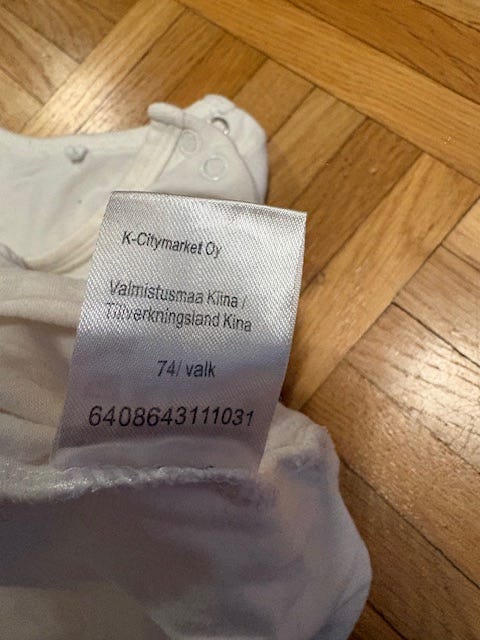 K-Citymarket Oy
Valmistusmaa Kiina /
Tillverkningsland Kina
74/ valk
6408643111031